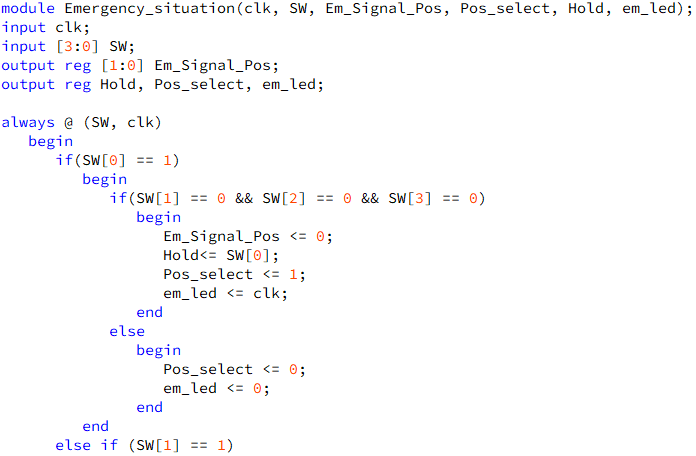 module Emergency_situation(clk, SW, Em_Signal_Pos, Pos_select, Hold, em_led);
input clk;
input [3:0] SW;
output reg [1:0] Em_Signal_Pos;
output reg Hold, Pos_select, em_led;

always @ (SW, clk)
   begin
      if(SW[0] == 1)
         begin
            if(SW[1] == 0 && SW[2] == 0 && SW[3] == 0)
               begin
                  Em_Signal_Pos <= 0;
                  Hold<= SW[0];
                  Pos_select <= 1;
                  em_led <= clk;
               end
            else
               begin
                  Pos_select <= 0;
                  em_led <= 0;
               end
         end
      else if (SW[1] == 1)